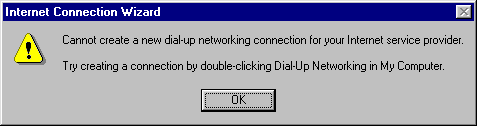 Internet Connection Wizard
Cannot create a new dial-up networking connection for your Internet service provider.
Try creating a connection by double-clicking Dial-Up Networking in My Computer.
OK